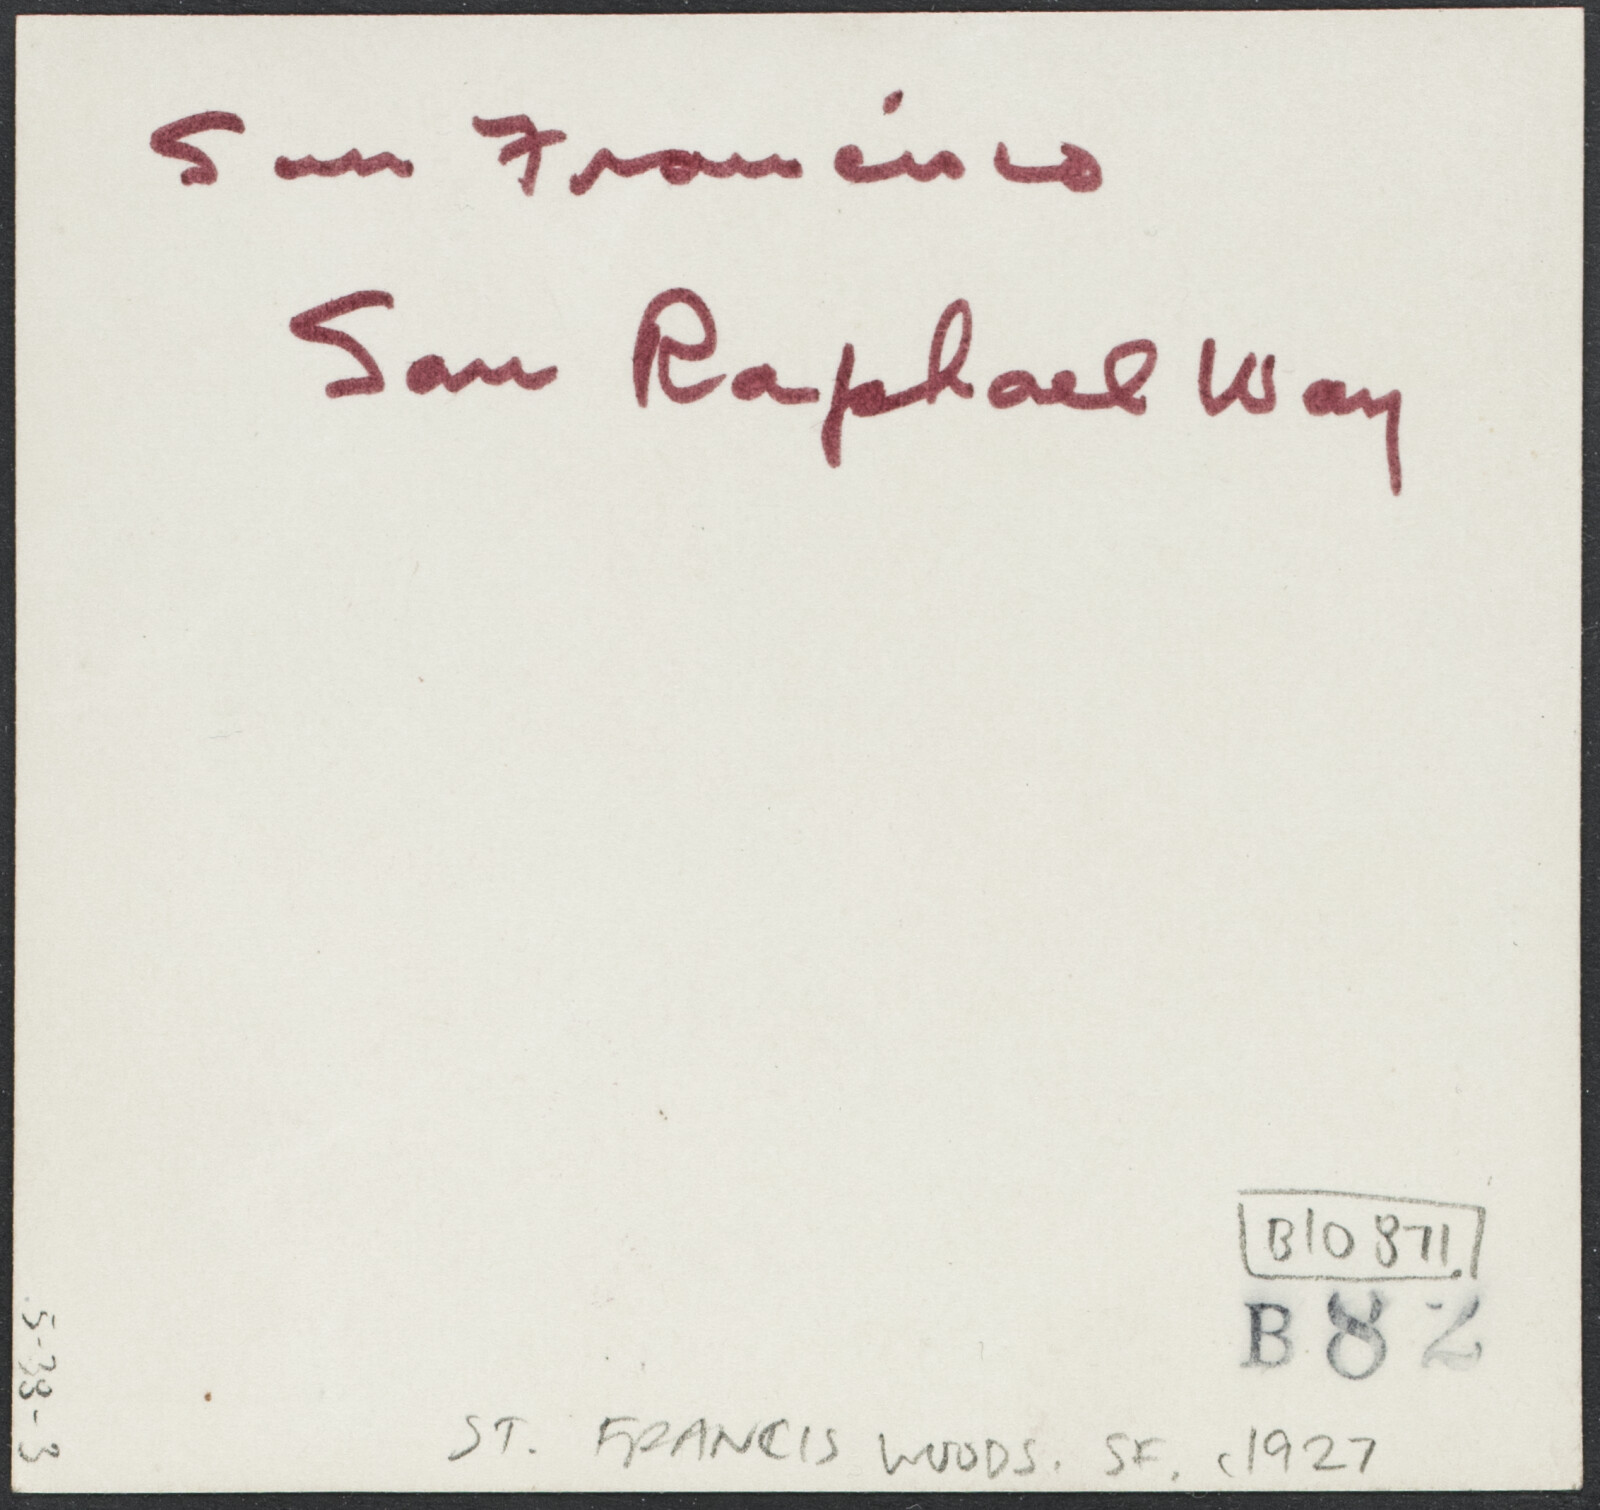 San Francisco
San Raphael Way
B10871.
B82
ST. FRANCIS WOODS. SF. c1927
5-38-3